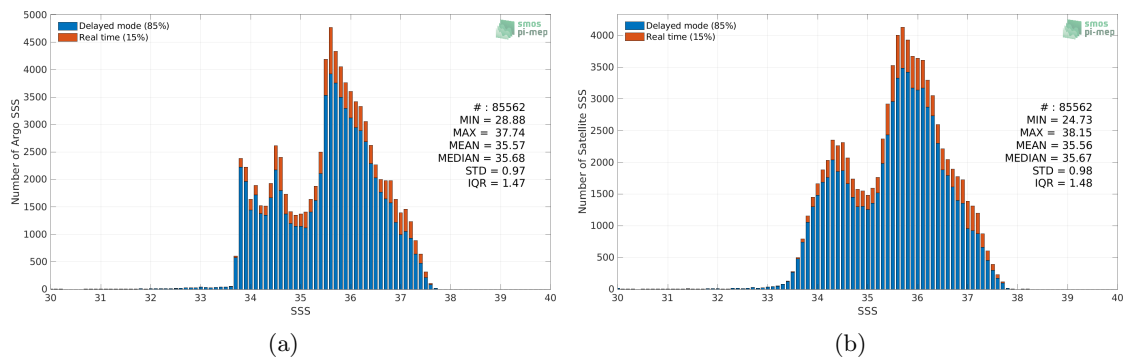 Delayed mode (85%)
Real time (15%)
smos
pi-mep
5000
4500
4000
3500
3000
2500
2000
1500
1000
500
0
Number of Argo SSS
# : 85562
MIN = 28.88
MAX = 37.74
MEAN = 35.57
MEDIAN = 35.68
STD = 0.97
IQR = 1.47
30 31 32 33 34 35 36 37 38 39 40
SSS
(a)
Delayed mode (85%)
Real time (15%)
smos
pi-mep
4000
3500
3000
2500
2000
1500
1000
500
0
Number of Satellite SSS
# : 85562
MIN = 24.73
MAX = 38.15
MEAN = 35.56
MEDIAN = 35.67
STD = 0.98
IQR = 1.48
30 31 32 33 34 35 36 37 38 39 40
SSS
(b)